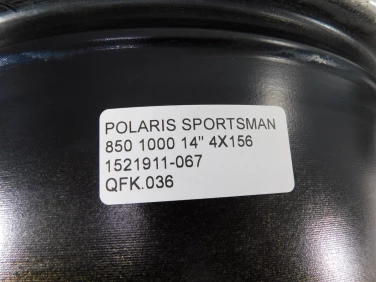 POLARIS SPORTSMAN
850 1000 14" 4X156
1521911-067
QFK.036